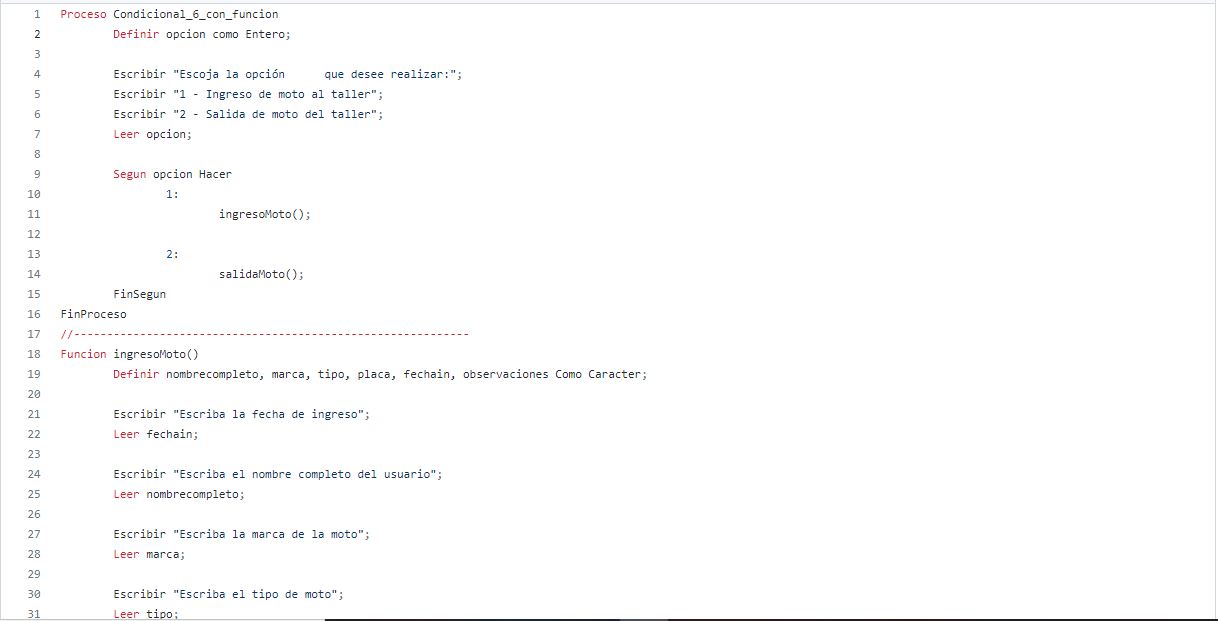 1 Proceso Condicional_6_con_funcion
2 Definir opcion como Entero;
3
4 Escribir "Escoja la opción      que desee realizar:";
5 Escribir "1 - Ingreso de moto al taller";
6 Escribir "2 - Salida de moto del taller";
7 Leer opcion;
8
9 Segun opcion Hacer
10 1:
11 ingresoMoto();
12
13 2:
14 salidaMoto();
15 FinSegun
16 FinProceso
17 //------------------------------------------------------------
18 Funcion ingresoMoto()
19 Definir nombrecompleto, marca, tipo, placa, fechain, observaciones Como Caracter;
20
21 Escribir "Escriba la fecha de ingreso";
22 Leer fechain;
23
24 Escribir "Escriba el nombre completo del usuario";
25 Leer nombrecompleto;
26
27 Escribir "Escriba la marca de la moto";
28 Leer marca;
29
30 Escribir "Escriba el tipo de moto";
31 Leer tipo;